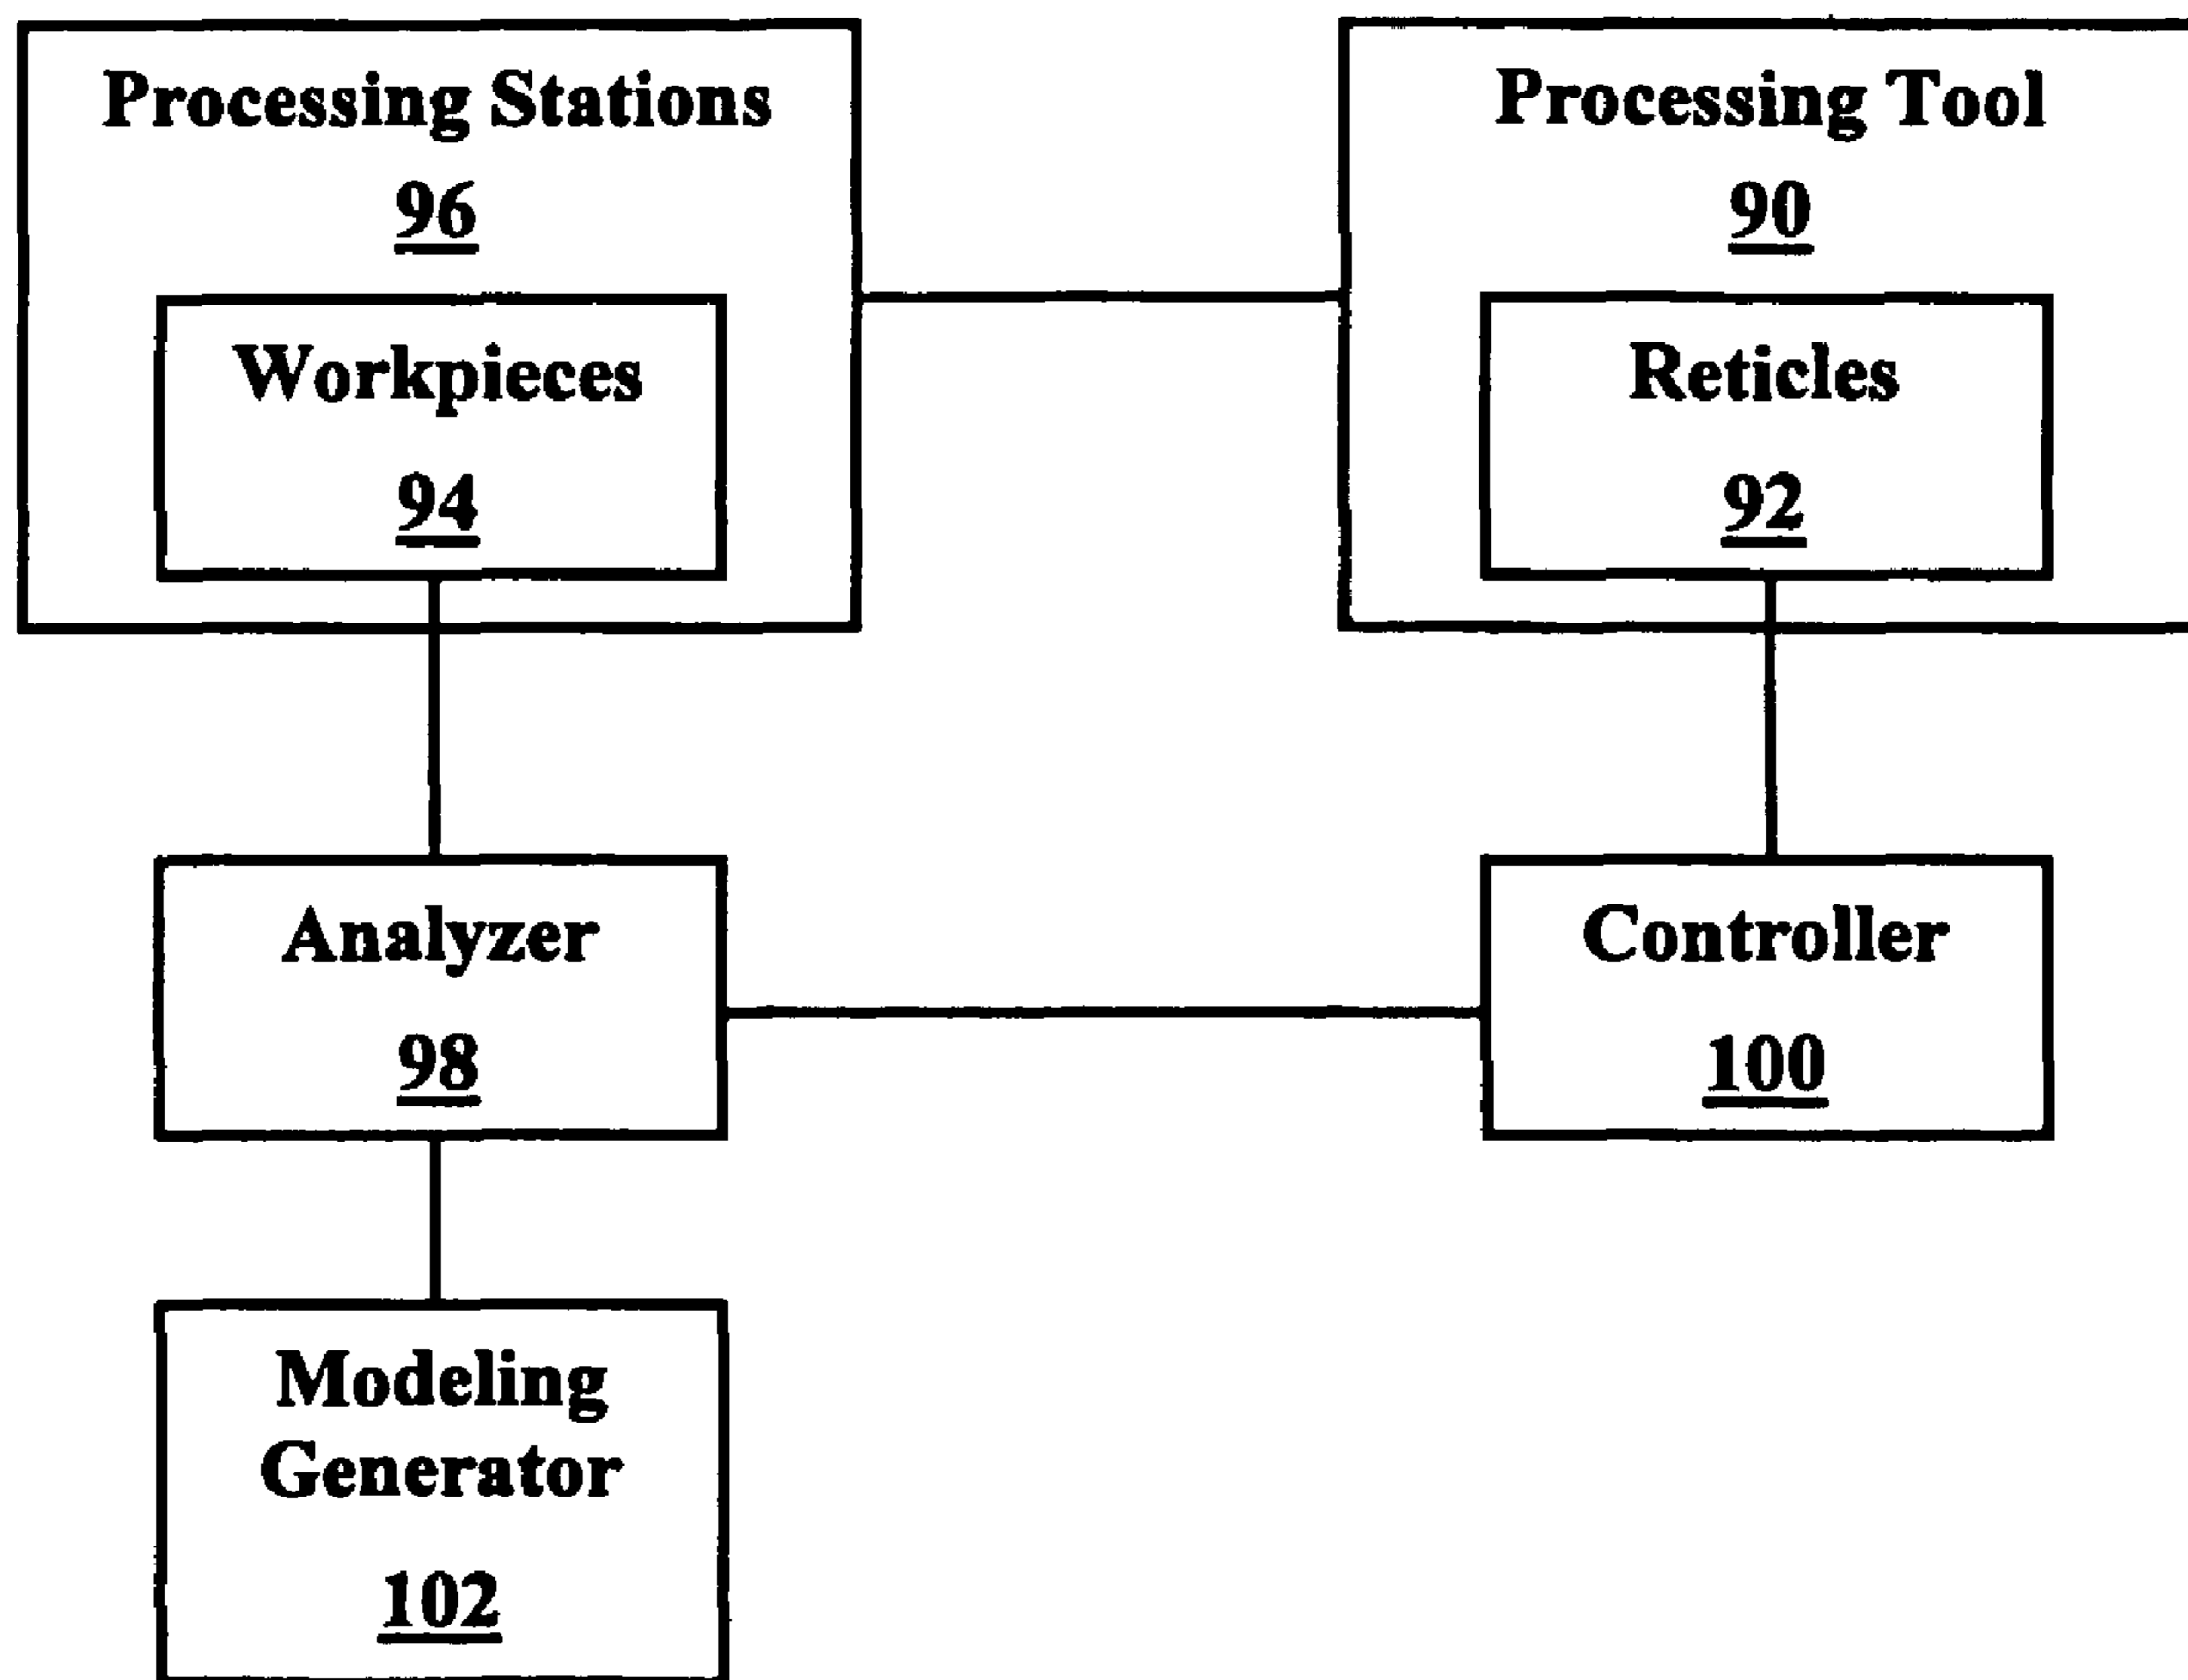 Processing Stations
96
Workpieces
94
Processing Tool
90
Reticles
92
Analyzer
98
Controller
100
Modeling
Generator
102